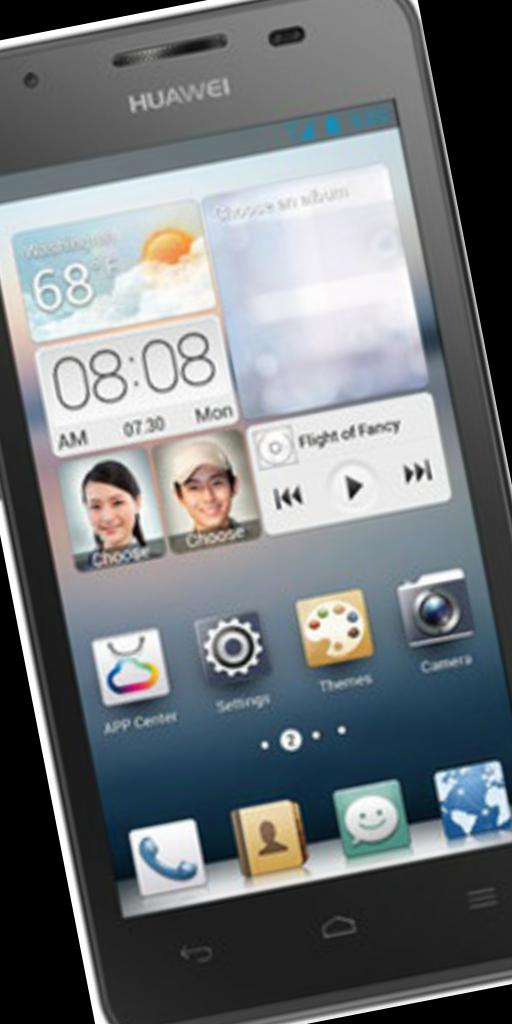 HUAWEI
Washington
68°F
Choose an album
08:08
AM 07.30 Mon
Flight of Fancy
Choose
Choose
APP Center
Settings
Themes
Camera
2